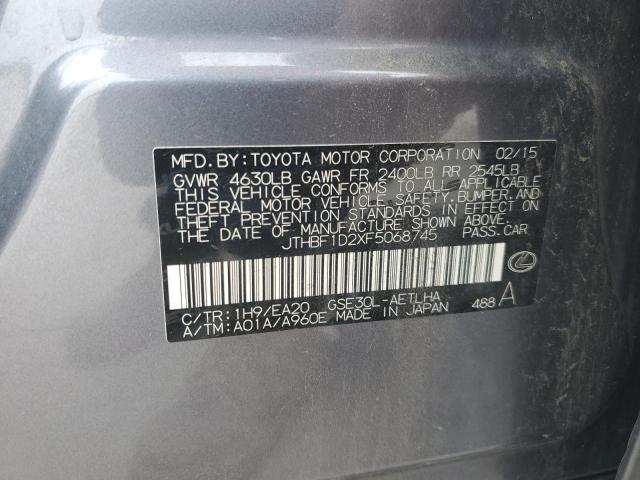 MFD.BY:TOYOTA MOTOR CORPORATION 02/15
GVWR 4630LB GAWR FR 2400LB RR 2545LB
THIS VEHICLE CONFORMS TO ALL APPLICABLE
FEDERAL MOTOR VEHICLE SAFETY,BUMPER,AND
THEFT PREVENTION STANDARDS IN EFFECT ON
THE DATE OF MANUFACTURE SHOWN ABOVE.
JTHBF1D2XF5068745 PASS.CAR
C/TR:1H9/EA20 GSE30L-AETLHA 488 A
A/TM:A01A/A960E MADE IN JAPAN